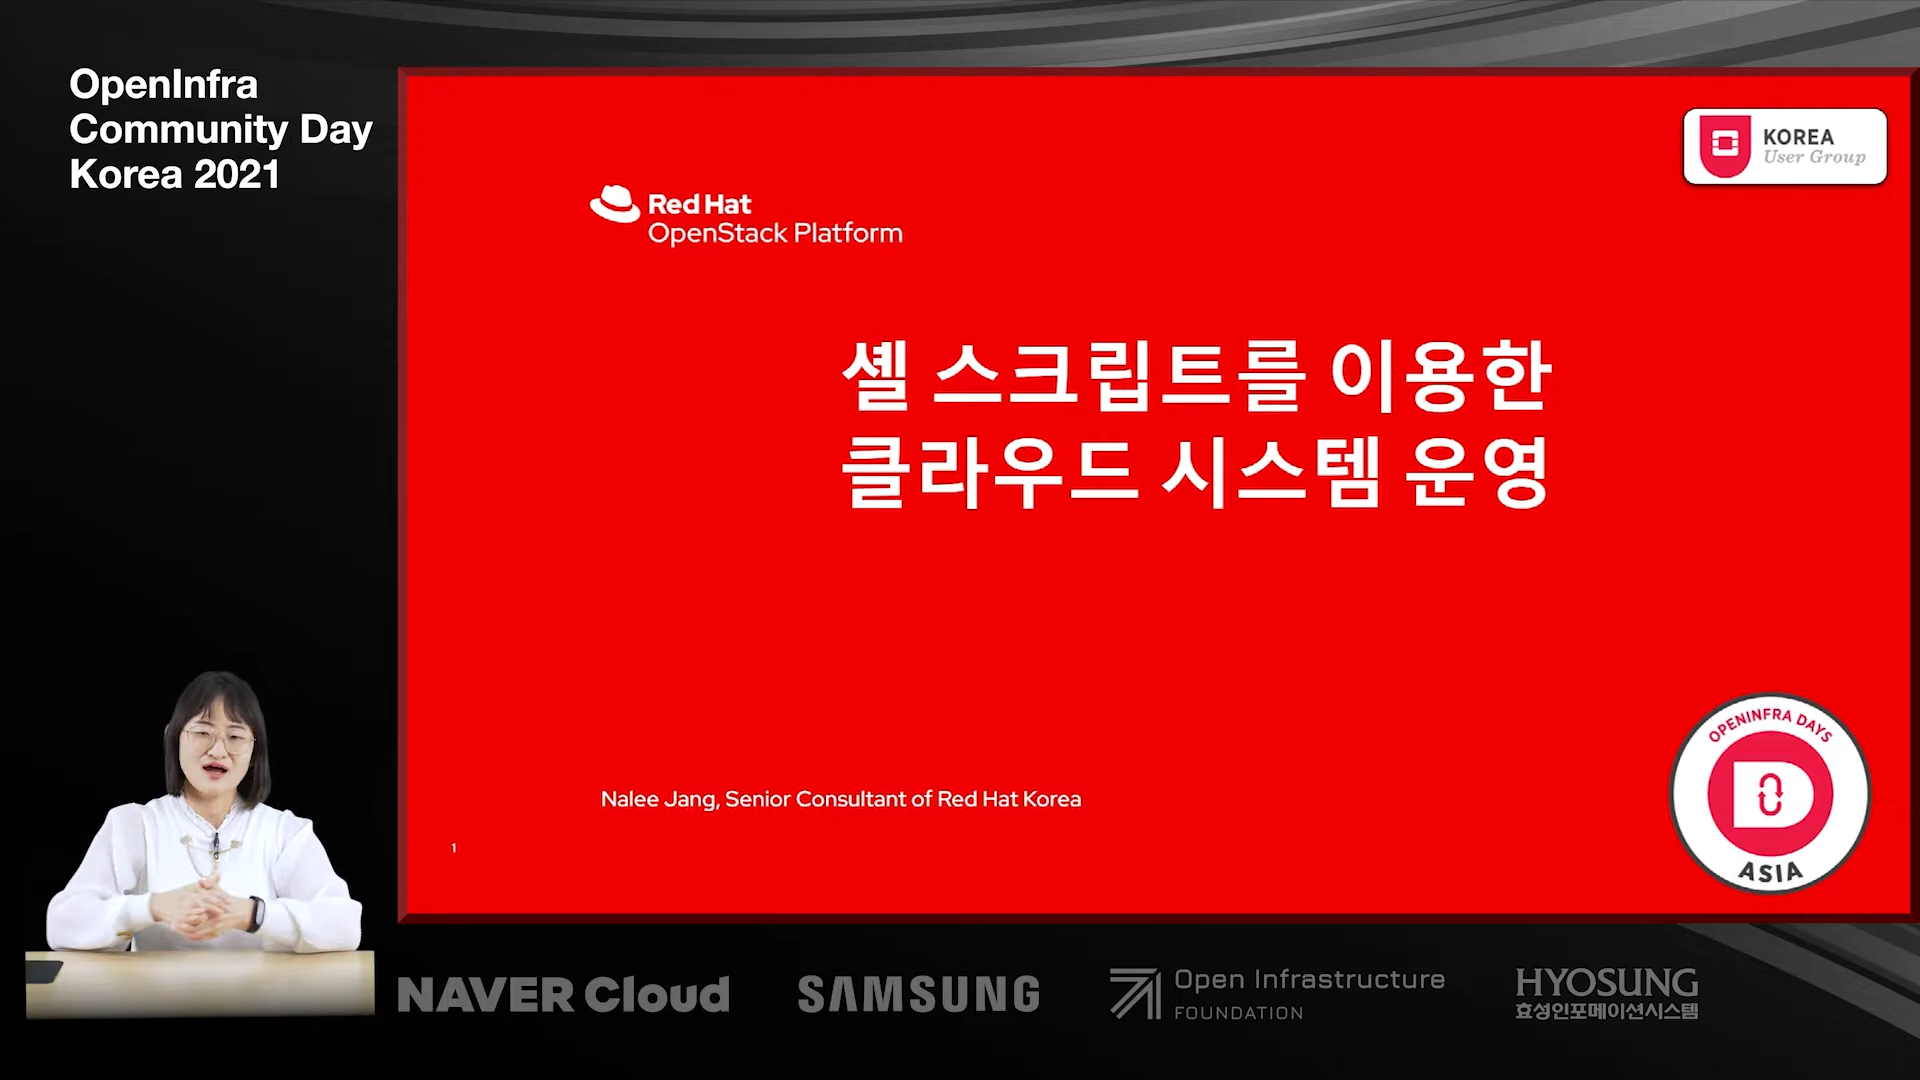 OpenInfra
Community Day
Korea 2021
KOREA
User Group
Red Hat
OpenStack Platform
셸 스크립트를 이용한
클라우드 시스템 운영
Nalee Jang, Senior Consultant of Red Hat Korea
1
OPENINFRA DAYS
ASIA
NAVER Cloud
SAMSUNG
Open Infrastructure
FOUNDATION
HYOSUNG
효성인포메이션시스템